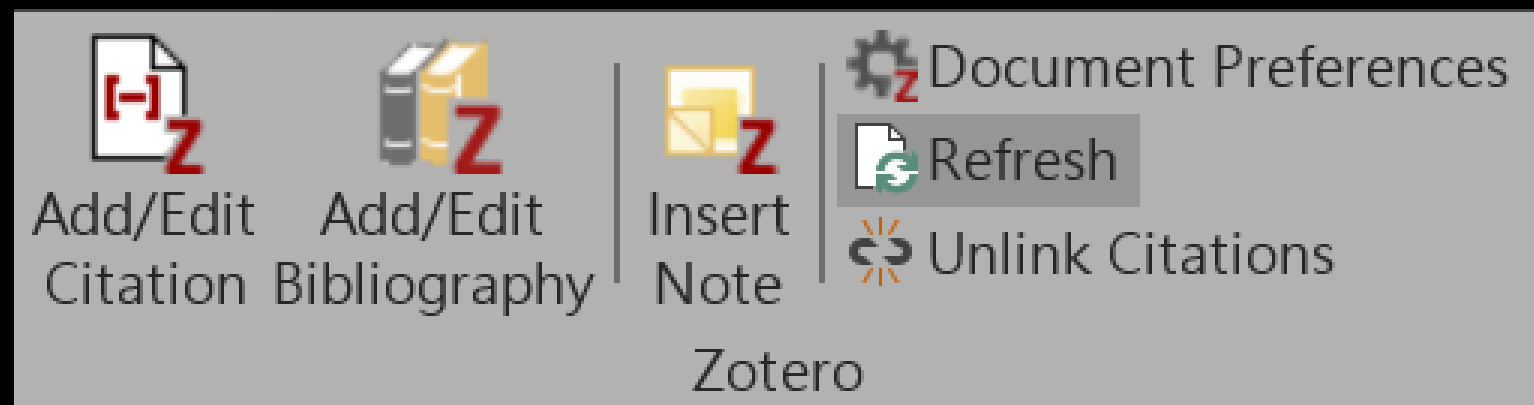 Add/Edit
Citation
Add/Edit
Bibliography
Insert
Note
Document Preferences
Refresh
Unlink Citations
Zotero